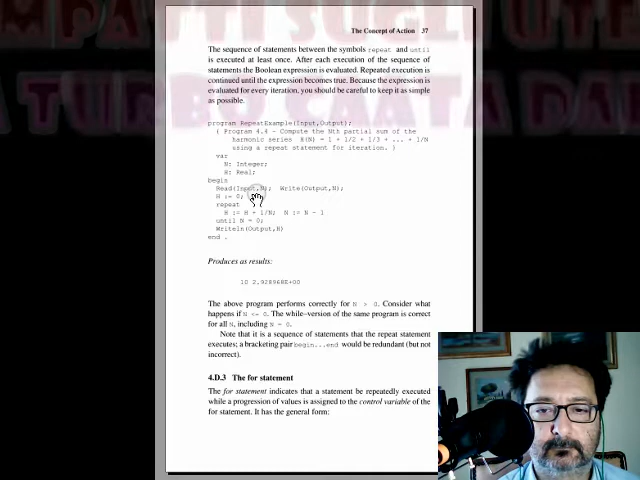 The Concept of Action 37
The sequence of statements between the symbols repeat and until
is executed at least once. After each execution of the sequence of
statements the Boolean expression is evaluated. Repeated execution is
continued until the expression becomes true. Because the expression is
evaluated for every iteration, you should be careful to keep it as simple
as possible.
program RepeatExample(Input,Output);
{ Program 4.4 - Compute the Nth partial sum of the
harmonic series H(N) = 1 + 1/2 + 1/3 + ... + 1/N
using a repeat statement for iteration. }
var
N: Integer;
H: Real;
begin
Read(Input,N); Write(Output,N);
H := 0;
repeat
H := H + 1/N; N := N - 1
until N = 0;
Writeln(Output,H)
end .
Produces as results:
10 2.928968E+00
The above program performs correctly for N > 0. Consider what
happens if N <= 0. The while–version of the same program is correct
for all N, including N = 0.
Note that it is a sequence of statements that the repeat statement
executes; a bracketing pair begin...end would be redundant (but not
incorrect).
4.D.3 The for statement
The for statement indicates that a statement be repeatedly executed
while a progression of values is assigned to the control variable of the
for statement. It has the general form: